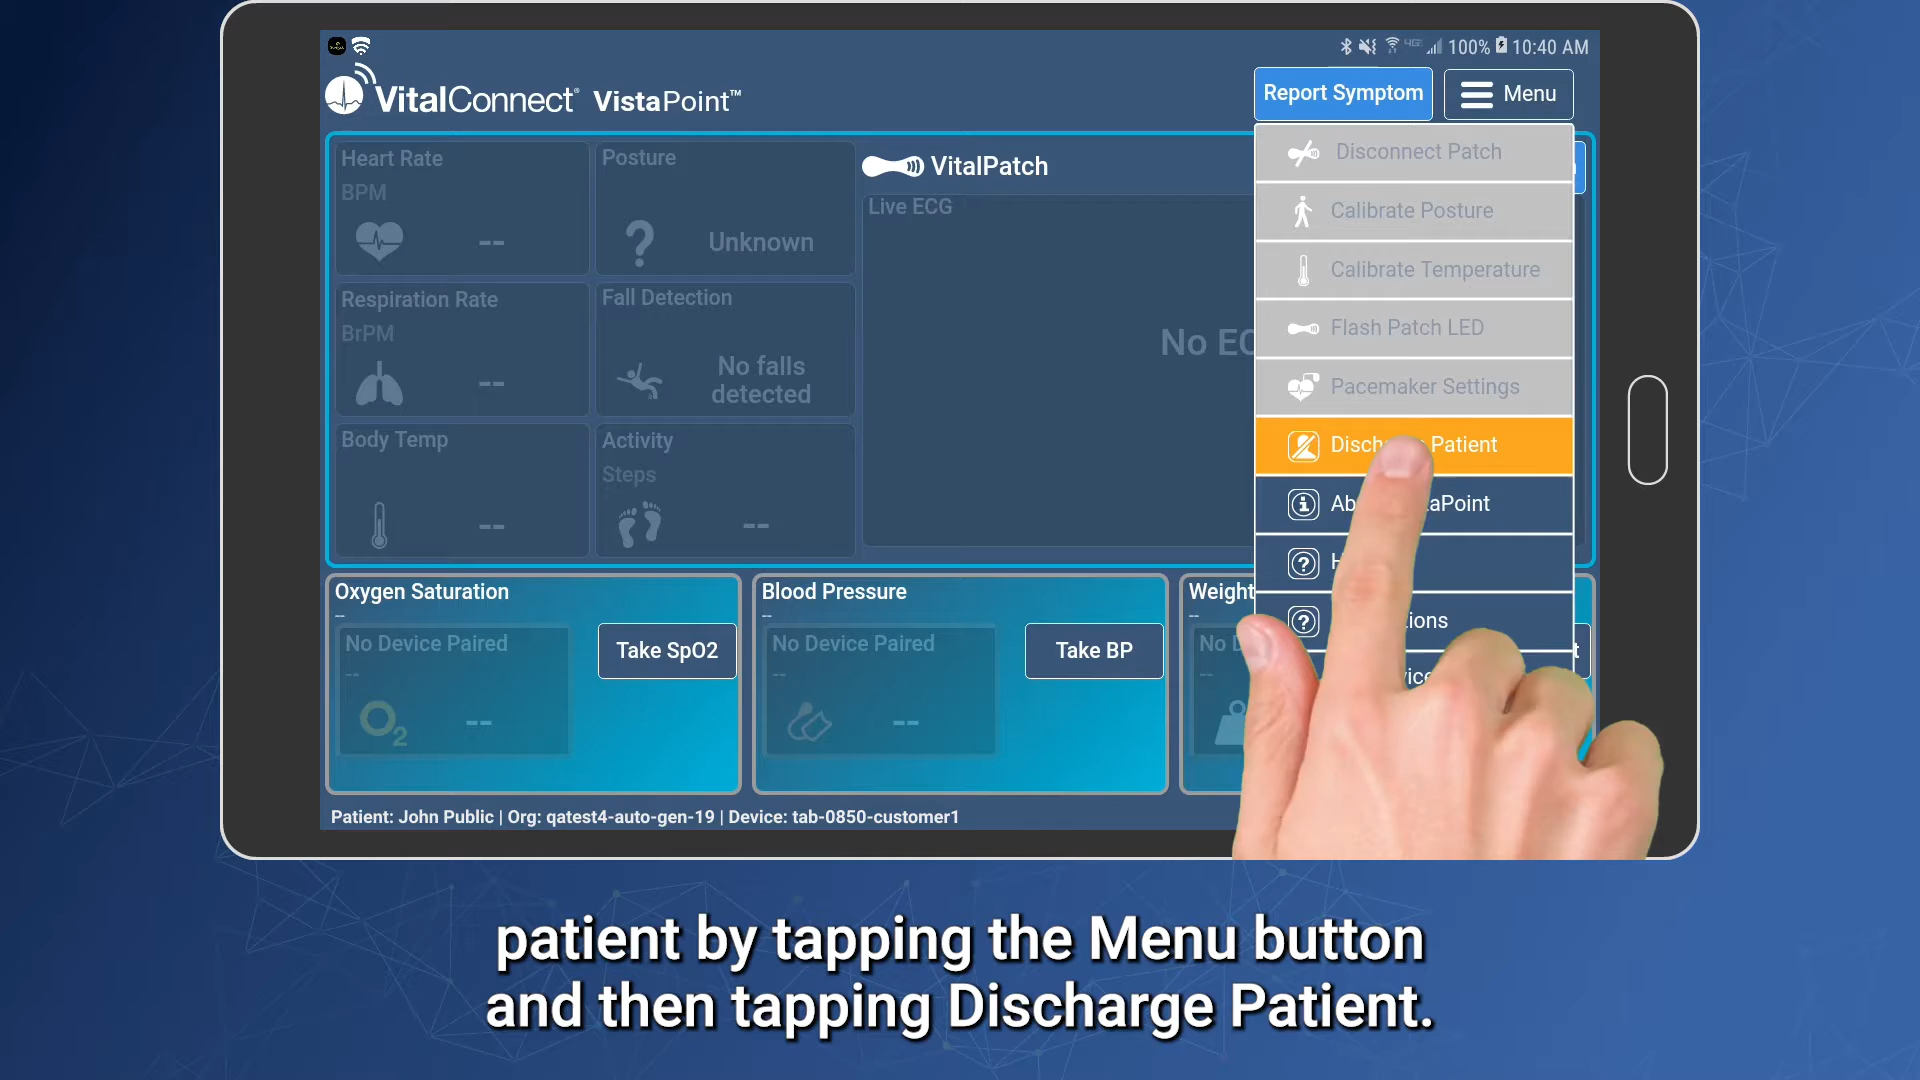 100% 10:40 AM
VitalConnect® VistaPoint™
Report Symptom
Menu
Heart Rate
BPM
--
Posture
Unknown
VitalPatch
Live ECG
Respiration Rate
BrPM
--
Fall Detection
No falls
detected
Body Temp
--
Activity
Steps
--
Disconnect Patch
Calibrate Posture
Calibrate Temperature
Flash Patch LED
Pacemaker Settings
Discharge Patient
Oxygen Saturation
--
No Device Paired
--
O2
--
Take SpO2
Blood Pressure
--
No Device Paired
--
--
Take BP
Weight
--
No
--
Patient: John Public | Org: qatest4-auto-gen-19 | Device: tab-0850-customer1
patient by tapping the Menu button
and then tapping Discharge Patient.